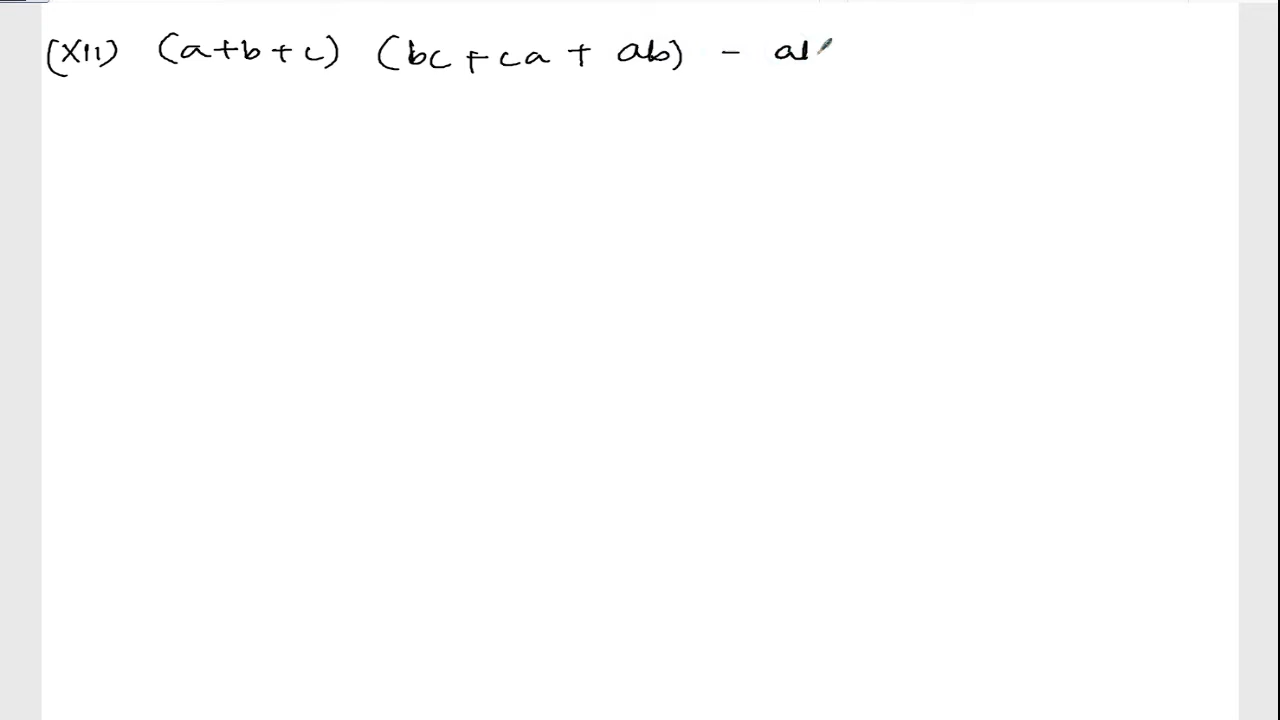 (XII) (a+b+c) (bc + ca + ab) -